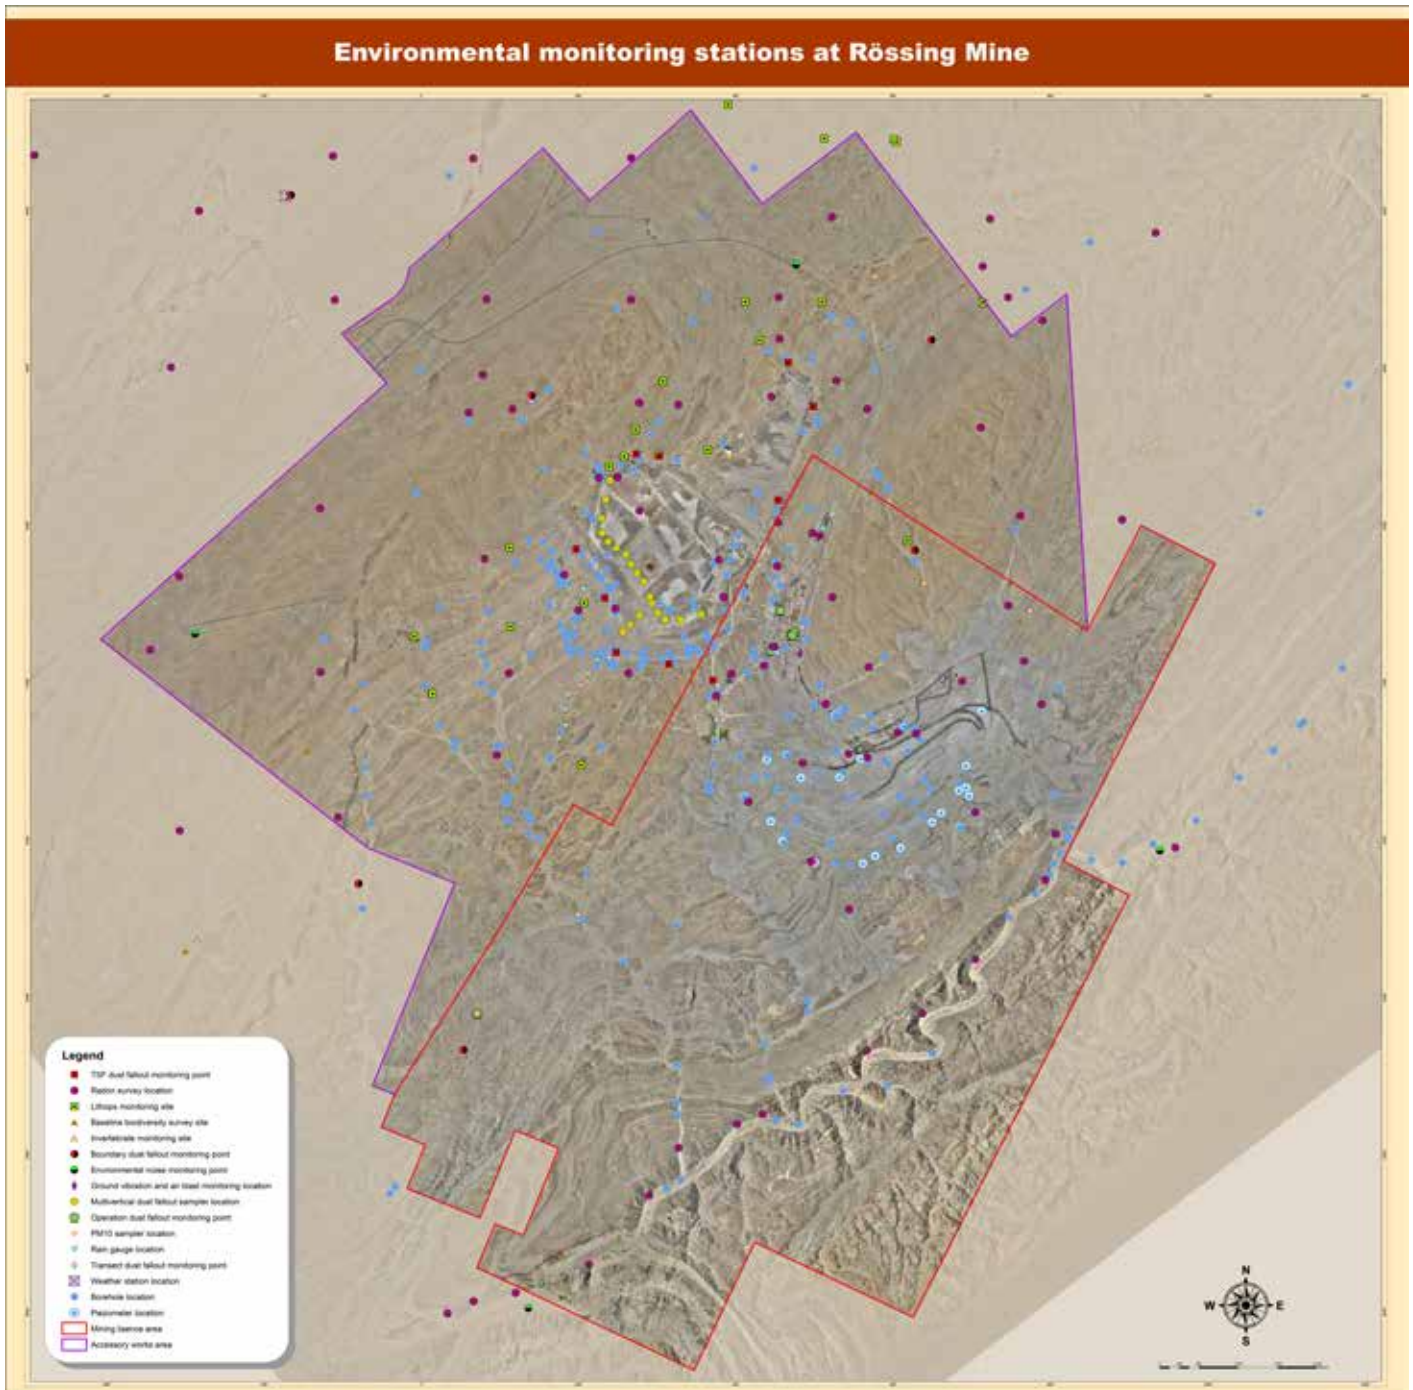 Environmental monitoring stations at Rössing Mine
Legend
TSF dust fallout monitoring point
Radon survey location
Lithops monitoring site
Baseline biodiversity survey site
Invertebrate monitoring site
Boundary dust fallout monitoring point
Environmental noise monitoring point
Ground vibration and air blast monitoring location
Multivertical dust fallout sampler location
Operation dust fallout monitoring point
PM10 sampler location
Rain gauge location
Transect dust fallout monitoring point
Weather station location
Borehole location
Piezometer location
Mining licence area
Accessory works area
N
W E
S